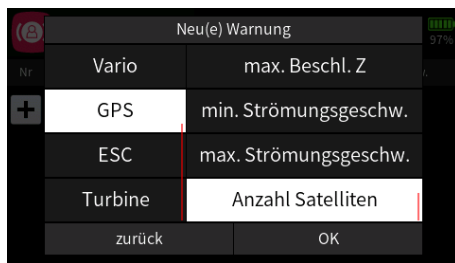 Neu(e) Warnung
97%
Nr
Vario
max. Beschl. Z
GPS
min. Strömungsgeschw.
ESC
max. Strömungsgeschw.
Turbine
Anzahl Satelliten
zurück
OK